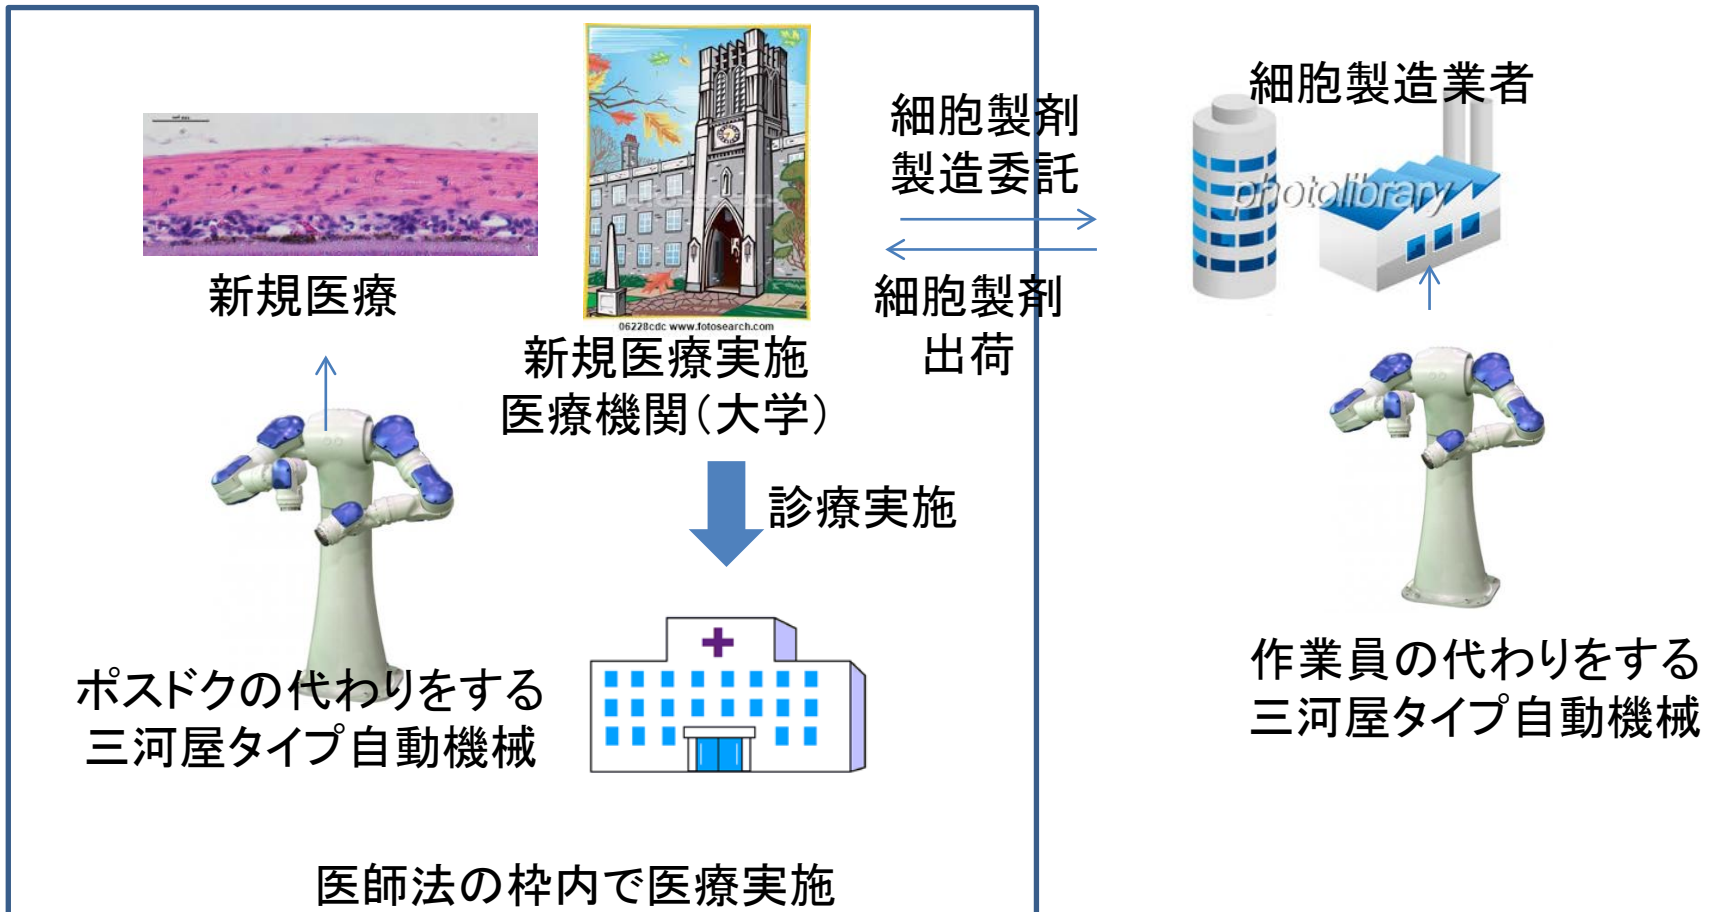 新規医療
06228cdc www.fotosearch.com
新規医療実施
医療機関(大学)
細胞製剤
製造委託
細胞製剤
出荷
細胞製造業者
photolibrary
診療実施
ポスドクの代わりをする
三河屋タイプ自動機械
作業員の代わりをする
三河屋タイプ自動機械
医師法の枠内で医療実施